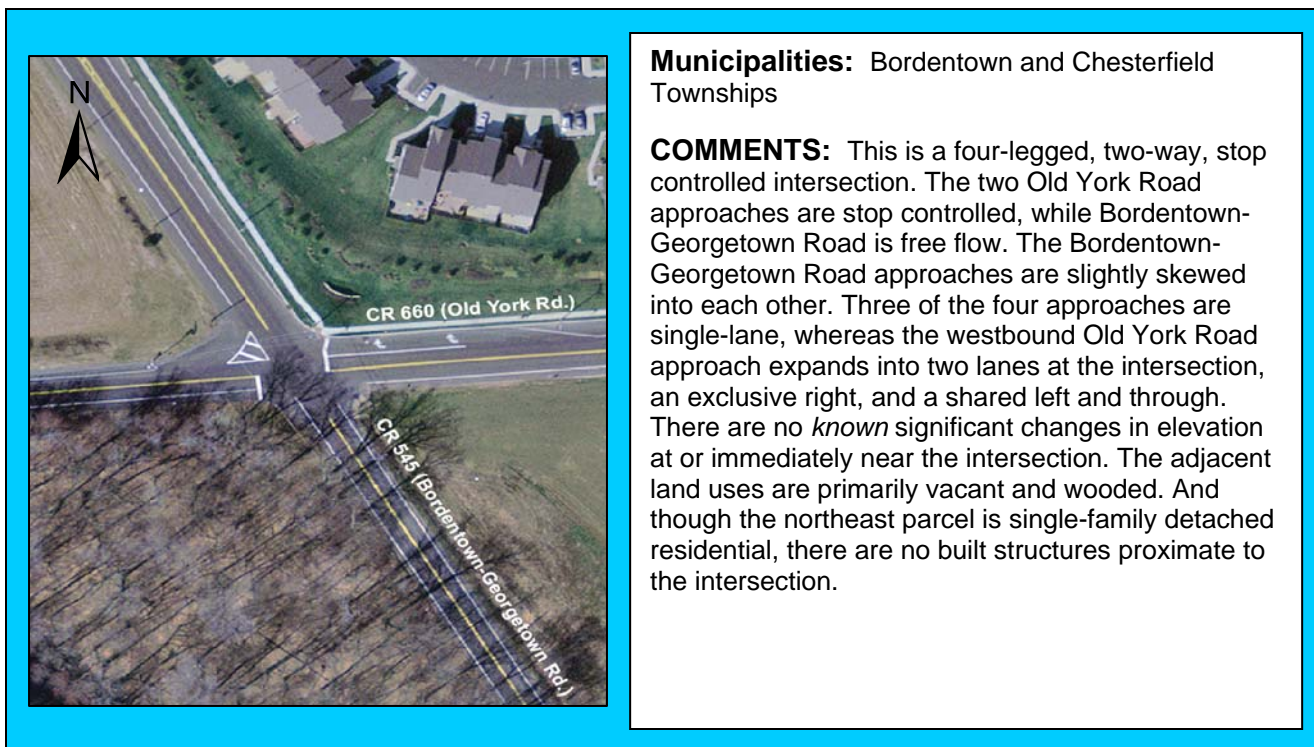 N
CR 660 (Old York Rd.)
CR 545 (Bordentown-Georgetown Rd.)
Municipalities: Bordentown and Chesterfield
Townships
COMMENTS: This is a four-legged, two-way, stop
controlled intersection. The two Old York Road
approaches are stop controlled, while Bordentown-
Georgetown Road is free flow. The Bordentown-
Georgetown Road approaches are slightly skewed
into each other. Three of the four approaches are
single-lane, whereas the westbound Old York Road
approach expands into two lanes at the intersection,
an exclusive right, and a shared left and through.
There are no known significant changes in elevation
at or immediately near the intersection. The adjacent
land uses are primarily vacant and wooded. And
though the northeast parcel is single-family detached
residential, there are no built structures proximate to
the intersection.